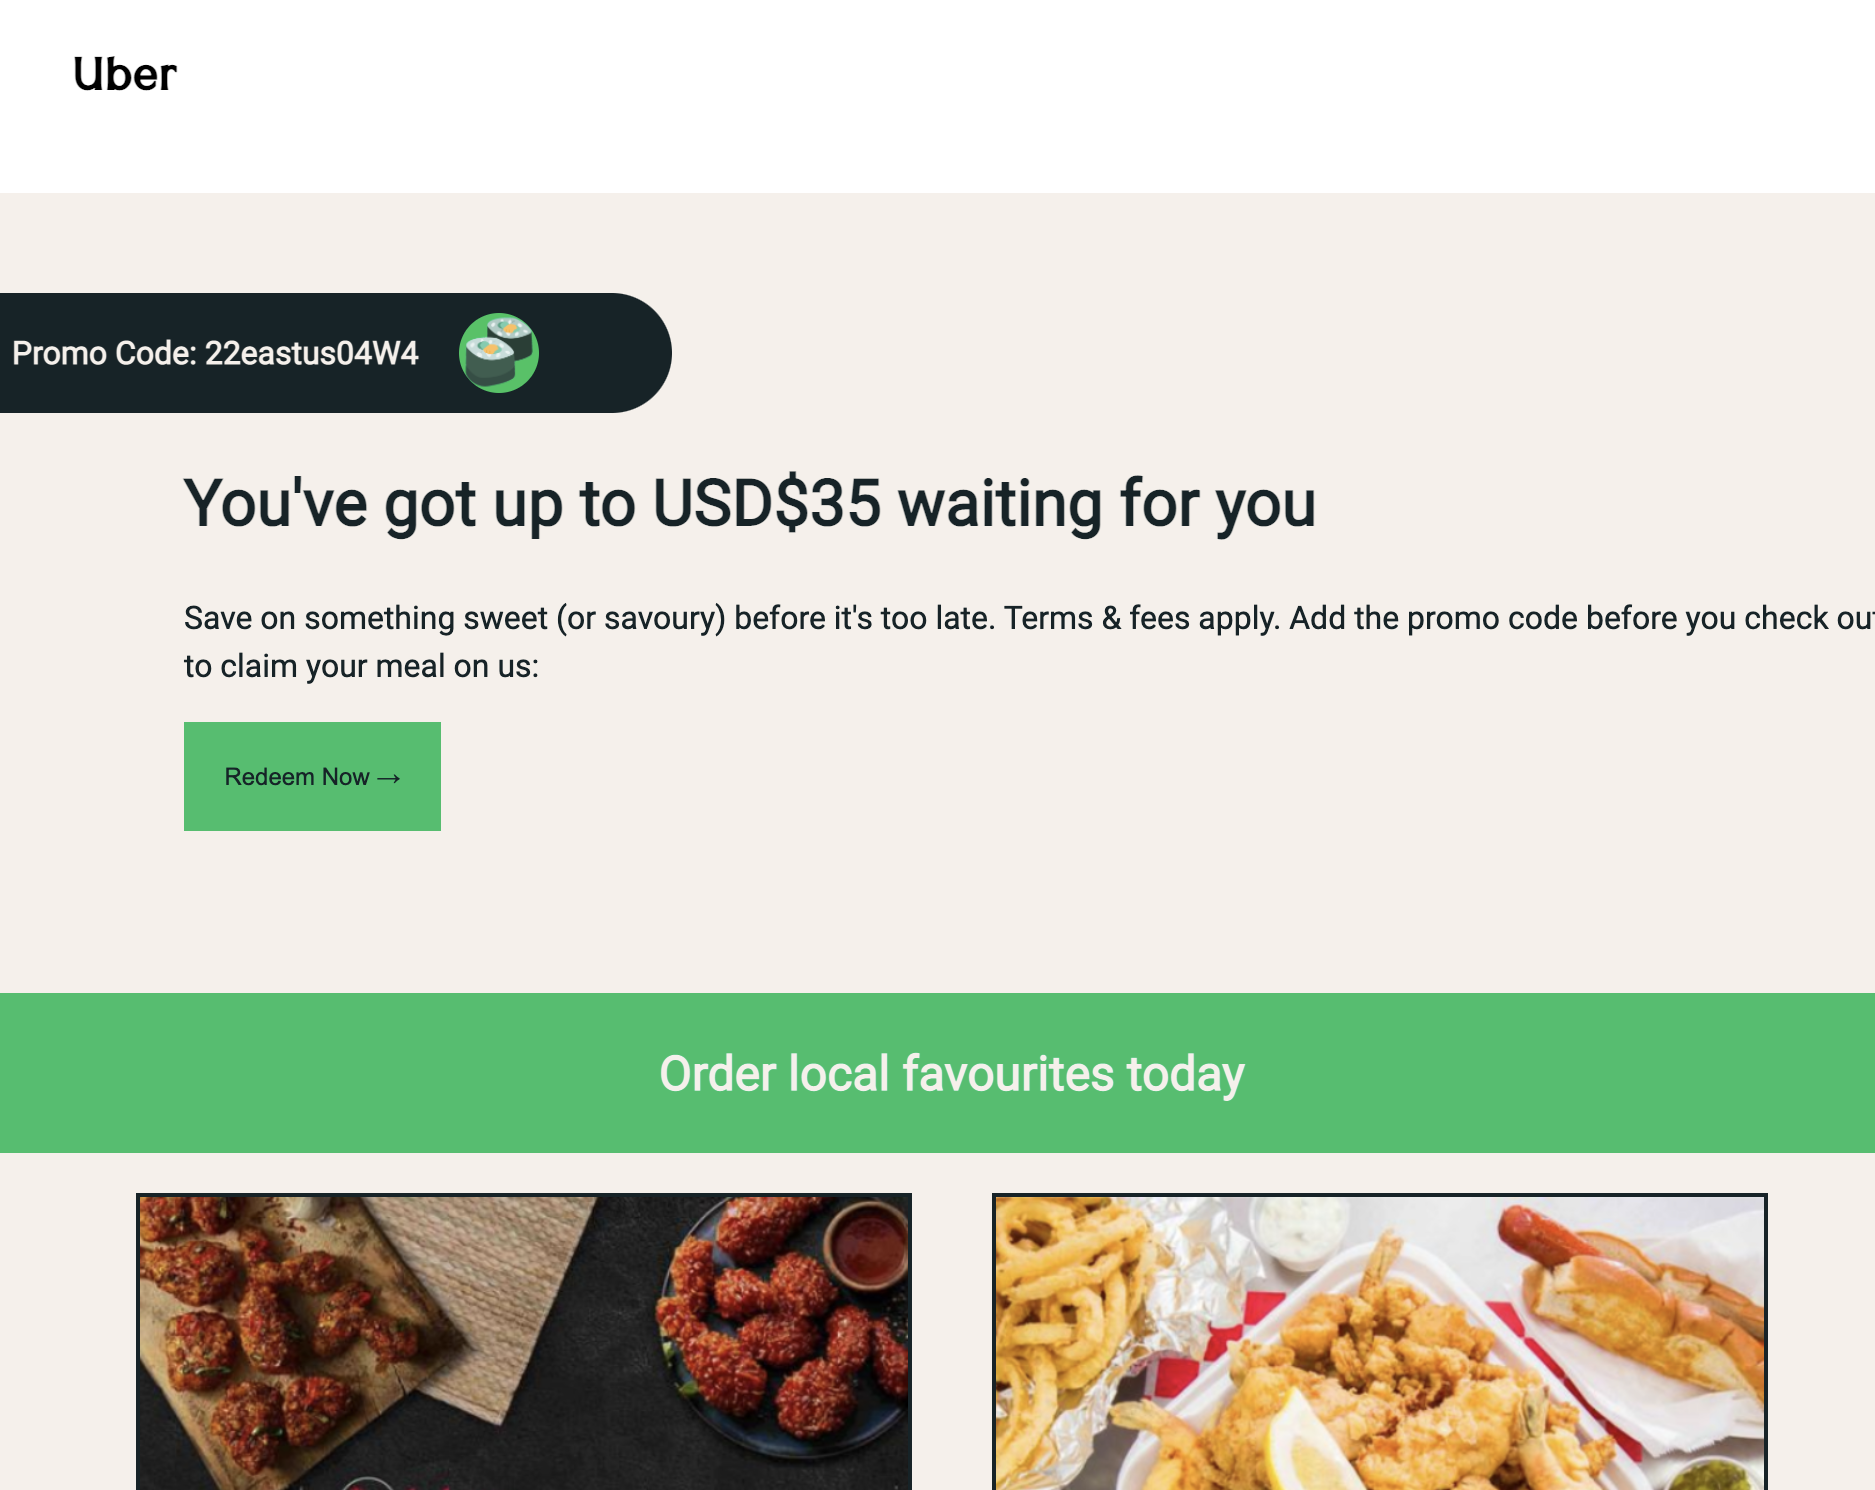 Uber
Promo Code: 22eastus04W4
You've got up to USD$35 waiting for you
Save on something sweet (or savoury) before it's too late. Terms & fees apply. Add the promo code before you check out
to claim your meal on us:
Redeem Now →
Order local favourites today